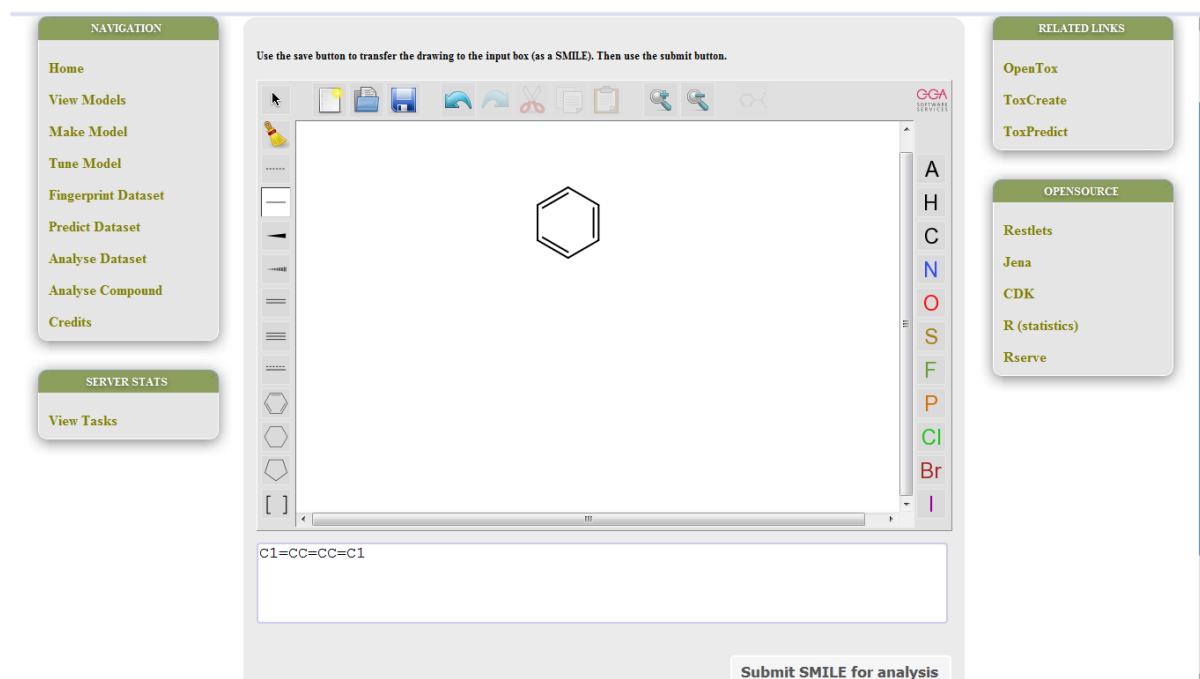 NAVIGATION
Home
View Models
Make Model
Tune Model
Fingerprint Dataset
Predict Dataset
Analyse Dataset
Analyse Compound
Credits
SERVER STATS
View Tasks
Use the save button to transfer the drawing to the input box (as a SMILE). Then use the submit button.
GGA
SOFTWARE
SERVICES
[ ]
A
H
C
N
O
S
F
P
Cl
Br
I
C1=CC=CC=C1
Submit SMILE for analysis
RELATED LINKS
OpenTox
ToxCreate
ToxPredict
OPENSOURCE
Restlets
Jena
CDK
R (statistics)
Rserve